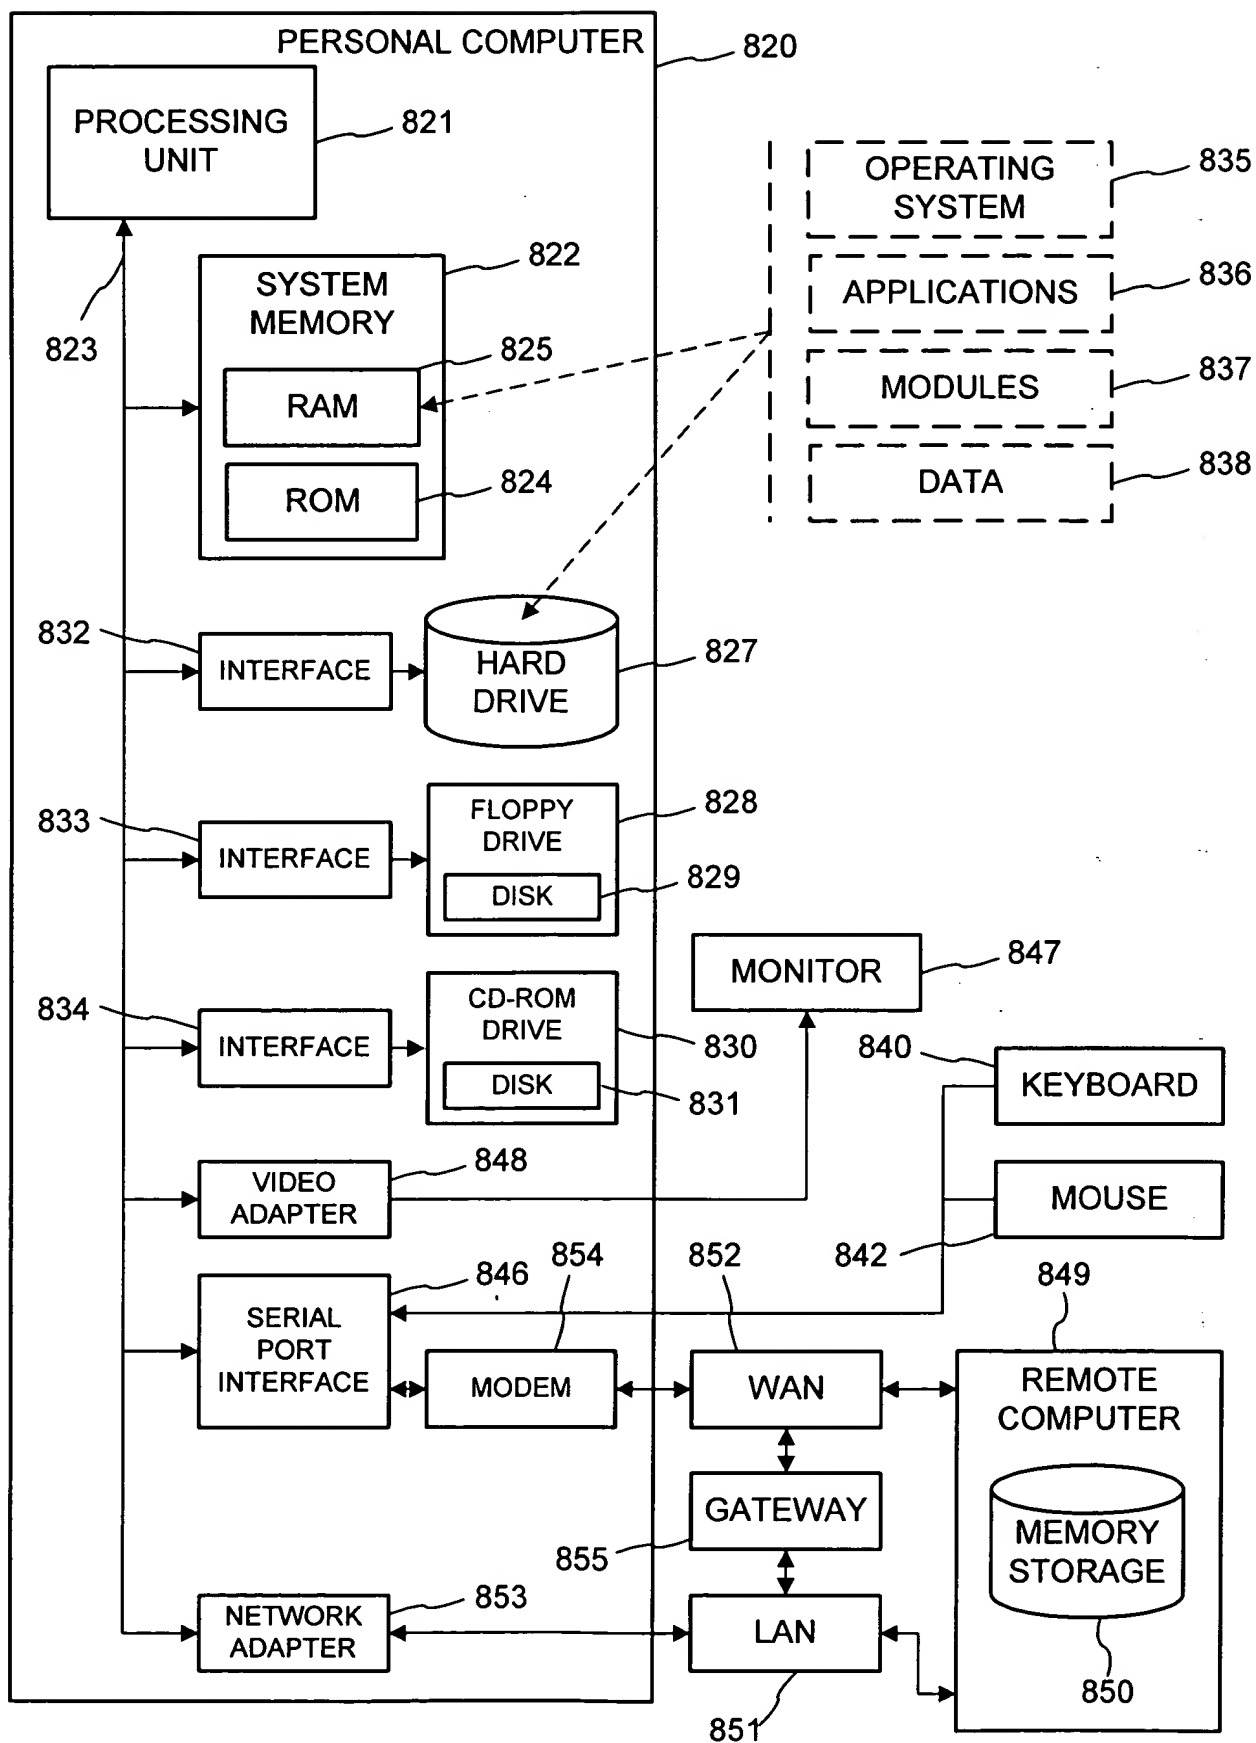 PERSONAL COMPUTER
820
PROCESSING
UNIT
821
823
SYSTEM
MEMORY
822
RAM
825
ROM
824
OPERATING
SYSTEM
835
APPLICATIONS
836
MODULES
837
DATA
838
832
INTERFACE
HARD
DRIVE
827
833
INTERFACE
FLOPPY
DRIVE
828
DISK
829
834
INTERFACE
CD-ROM
DRIVE
830
DISK
831
MONITOR
847
840
KEYBOARD
MOUSE
842
VIDEO
ADAPTER
848
SERIAL
PORT
INTERFACE
846
854
MODEM
852
WAN
849
REMOTE
COMPUTER
MEMORY
STORAGE
850
GATEWAY
855
NETWORK
ADAPTER
853
LAN
851